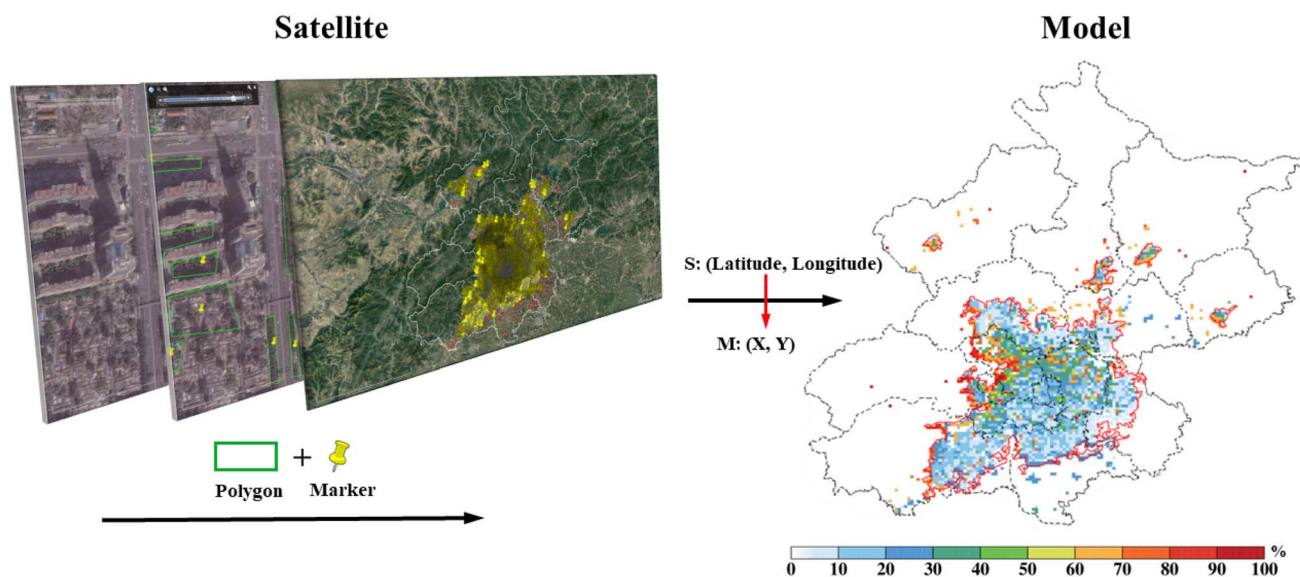 Satellite
Model
S: (Latitude, Longitude)
M: (X, Y)
+
Polygon Marker
%
0 10 20 30 40 50 60 70 80 90 100